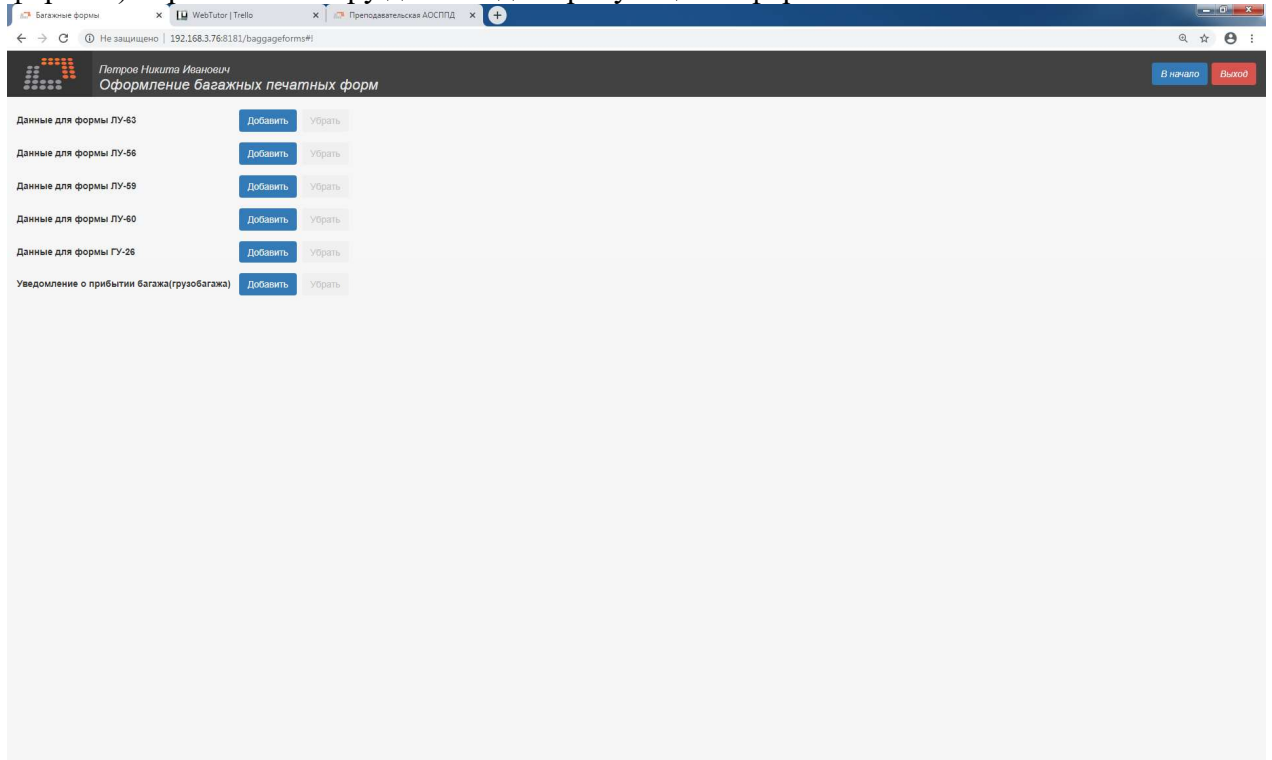 Багажные формы
WebTutor | Trello
Преподавательская АОСППД
Не защищено | 192.168.3.76:8181/baggageforms#!
Петров Никита Иванович
Оформление багажных печатных форм
В начало Выход
Данные для формы ЛУ-63 Добавить Убрать
Данные для формы ЛУ-56 Добавить Убрать
Данные для формы ЛУ-59 Добавить Убрать
Данные для формы ЛУ-60 Добавить Убрать
Данные для формы ГУ-26 Добавить Убрать
Уведомление о прибытии багажа(грузобагажа) Добавить Убрать